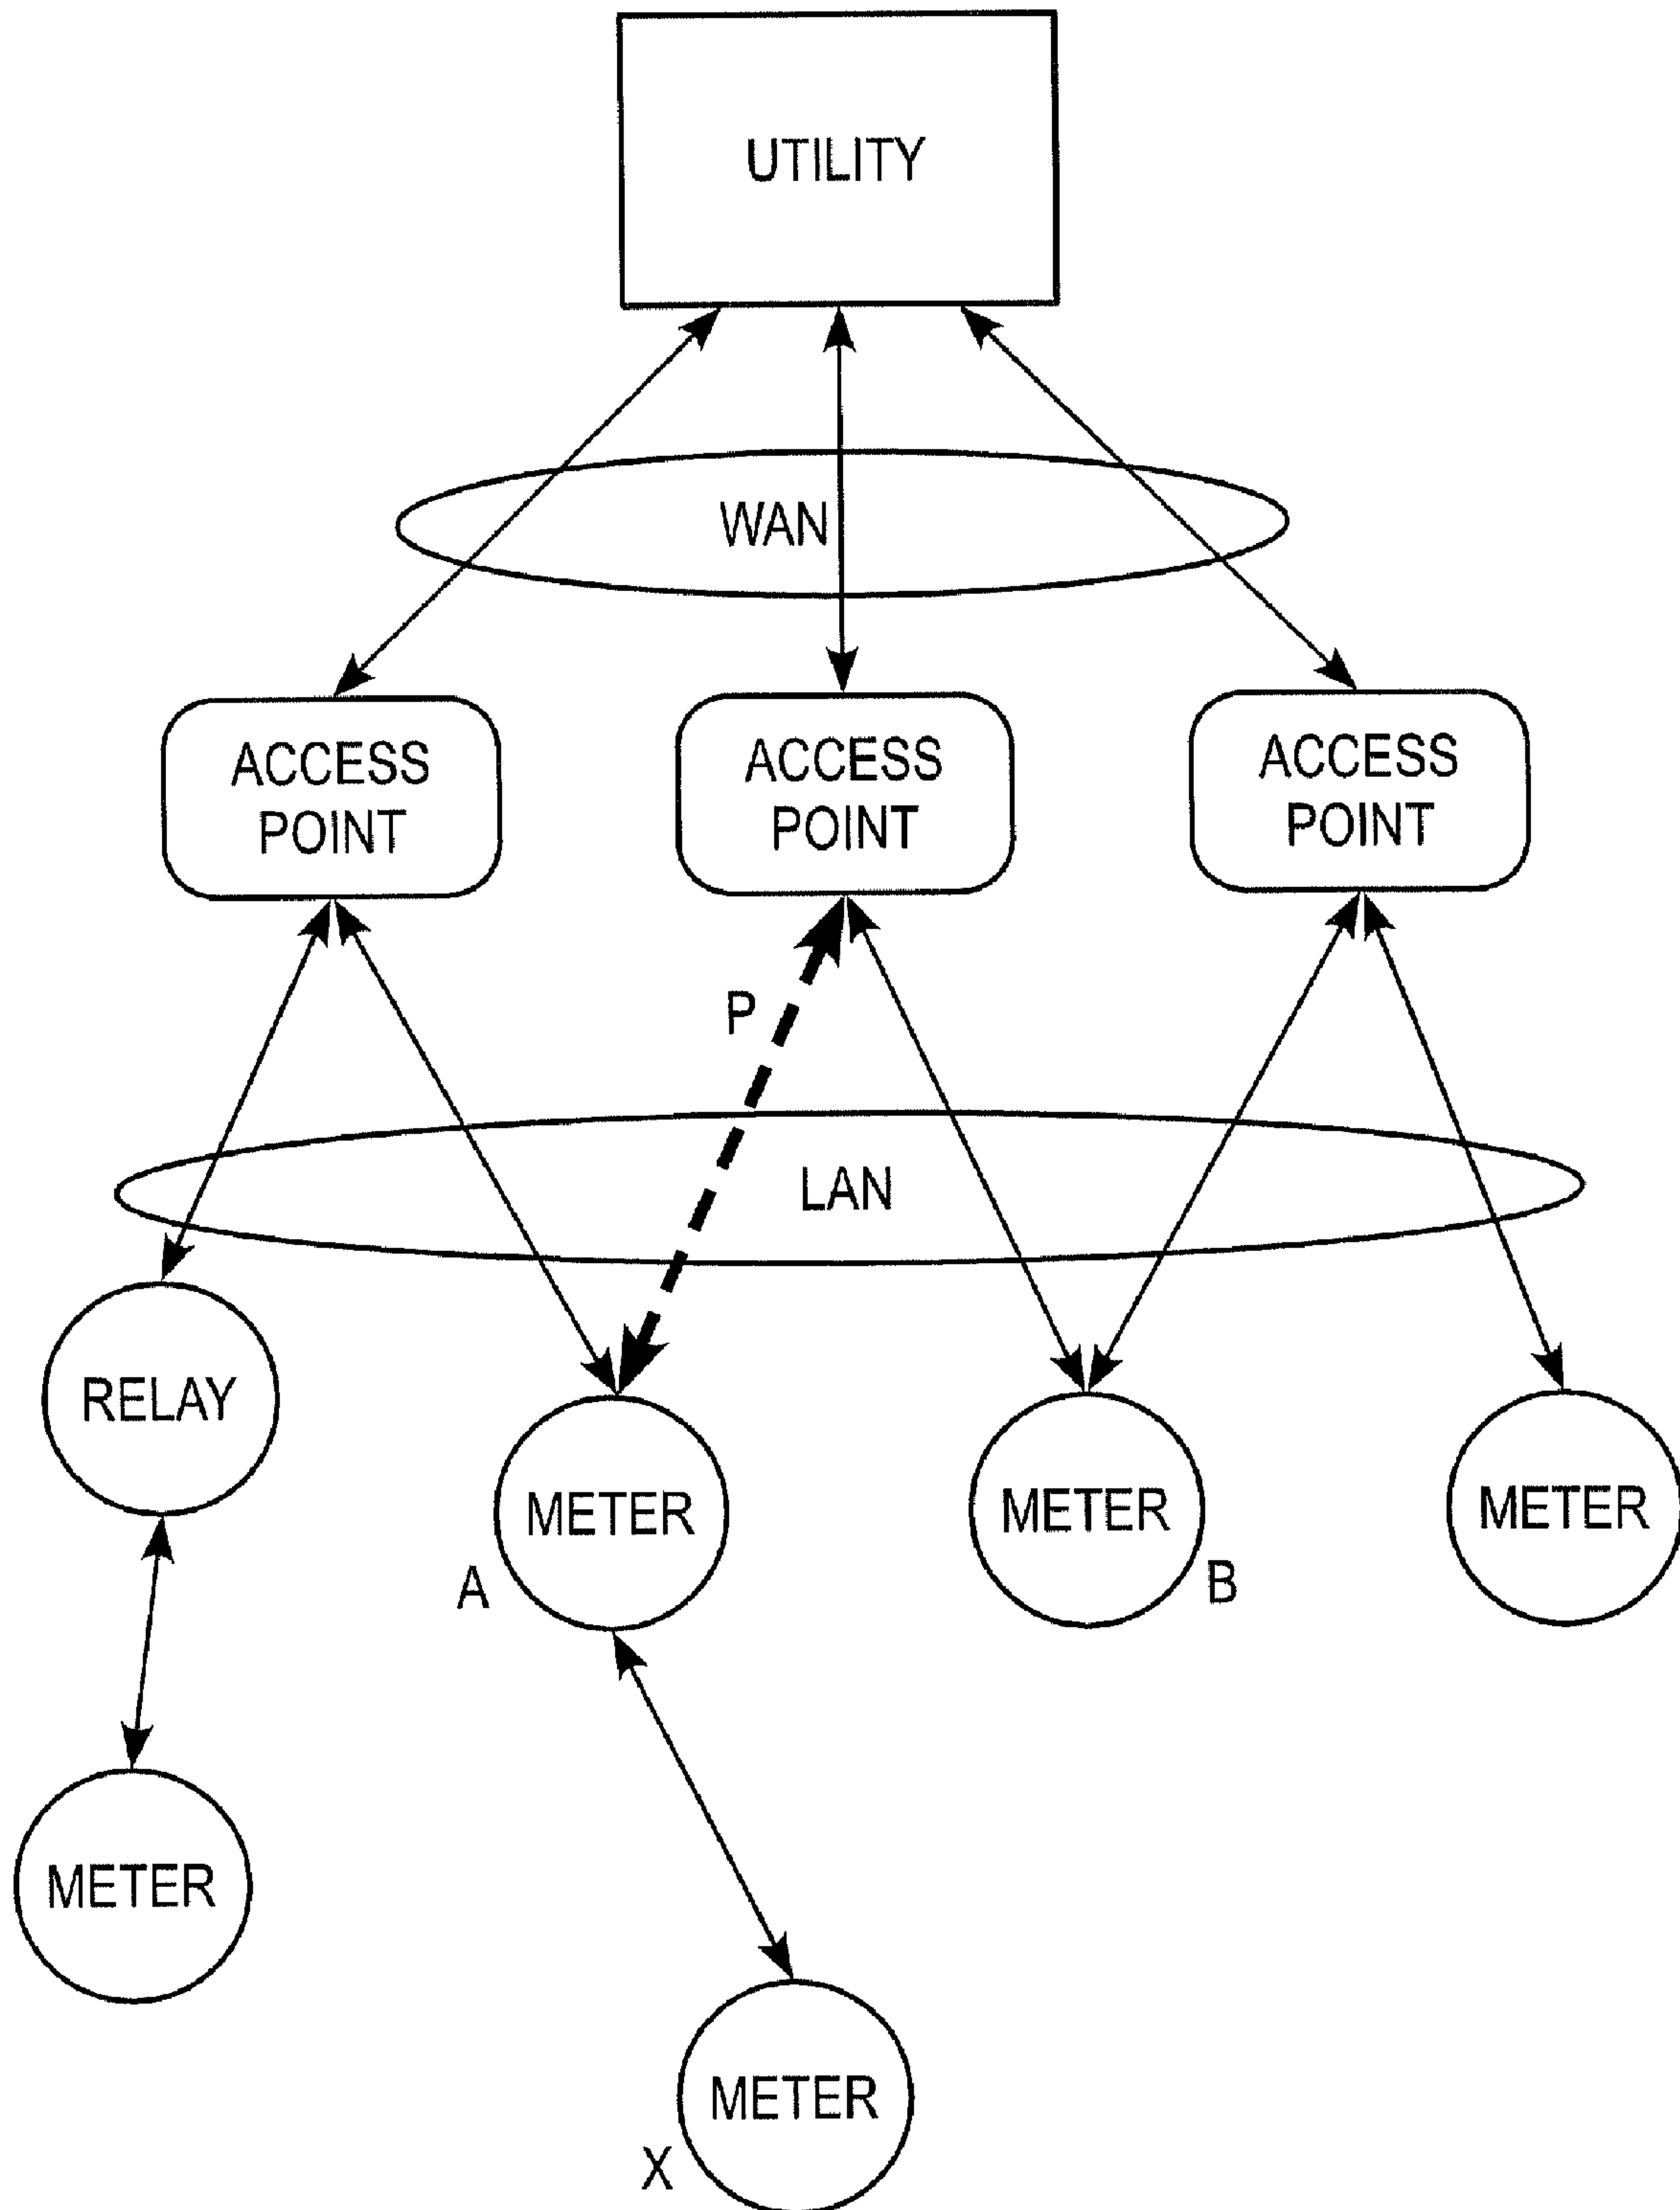 UTILITY
WAN
ACCESS
POINT
ACCESS
POINT
ACCESS
POINT
P
LAN
RELAY
METER
A
METER
B
METER
METER
METER
X